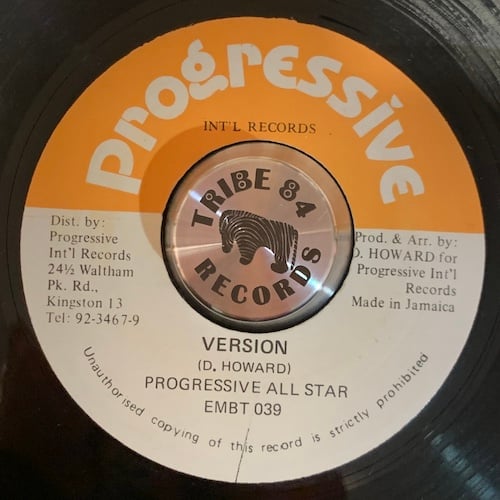 progressive
INT'L RECORDS
TRIBE 84
RECORDS
Dist. by:
Progressive
Int'l Records
24½ Waltham
Pk. Rd.,
Kingston 13
Tel: 92-3467-9
Prod. & Arr. by:
D. HOWARD for
Progressive Int'l
Records
Made in Jamaica
VERSION
(D. HOWARD)
PROGRESSIVE ALL STAR
EMBT 039
Unauthorised copying of this record is strictly prohibited